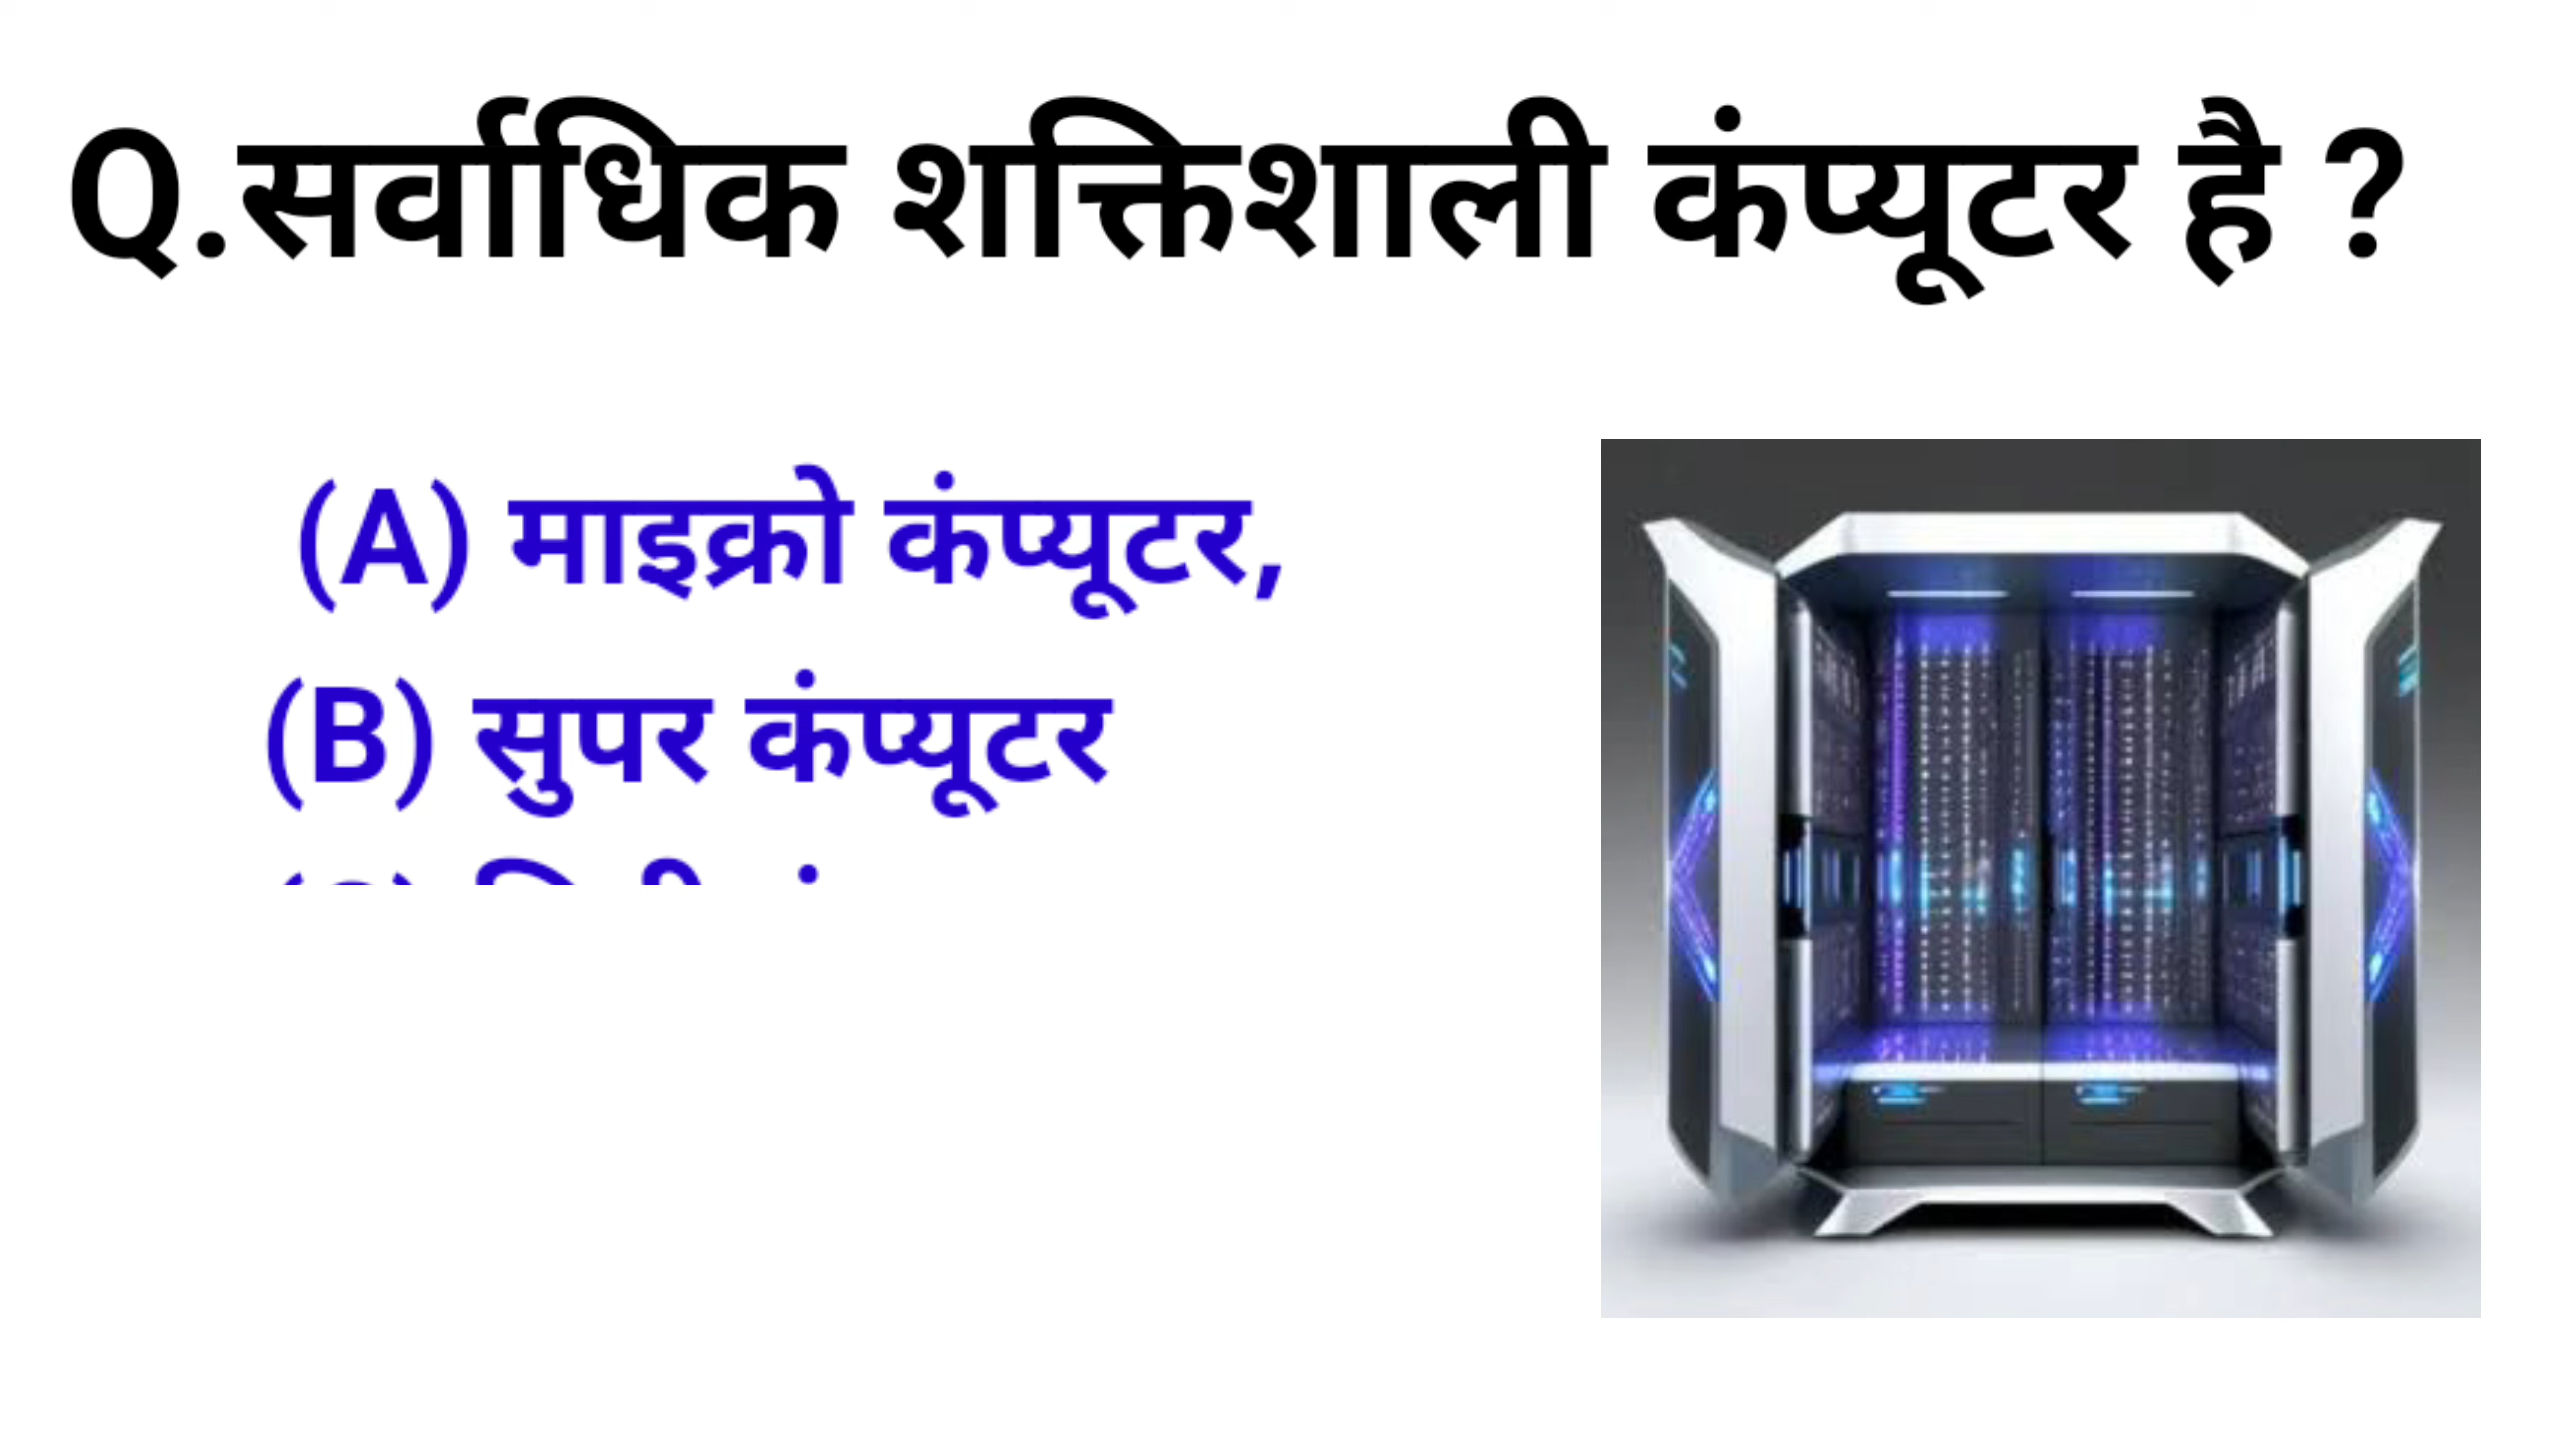 Q.सर्वाधिक शक्तिशाली कंप्यूटर है ?
(A) माइक्रो कंप्यूटर,
(B) सुपर कंप्यूटर